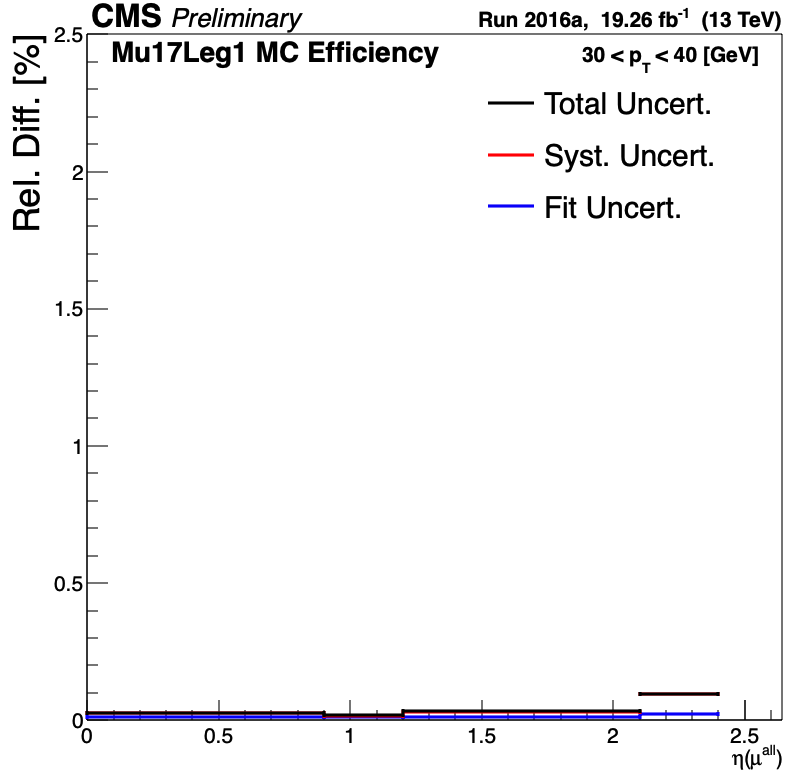 CMS Preliminary
Run 2016a, 19.26 fb⁻¹ (13 TeV)
Mu17Leg1 MC Efficiency
30 < p_T < 40 [GeV]
Total Uncert.
Syst. Uncert.
Fit Uncert.
Rel. Diff. [%]
2.5
2
1.5
1
0.5
0
0 0.5 1 1.5 2 2.5
η(μ^all)